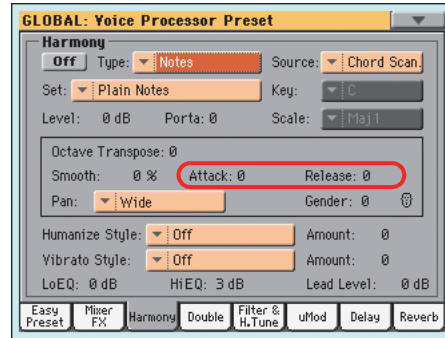 GLOBAL: Voice Processor Preset
Harmony
Off Type: Notes Source: Chord Scan.
Set: Plain Notes Key: C
Level: 0 dB Porta: 0 Scale: Maj1
Octave Transpose: 0
Smooth: 0 % Attack: 0 Release: 0
Pan: Wide Gender: 0
Humanize Style: Off Amount: 0
Vibrato Style: Off Amount: 0
LoEQ: 0 dB HiEQ: 3 dB Lead Level: 0 dB
Easy Preset Mixer FX Harmony Double Filter & H.Tune uMod Delay Reverb